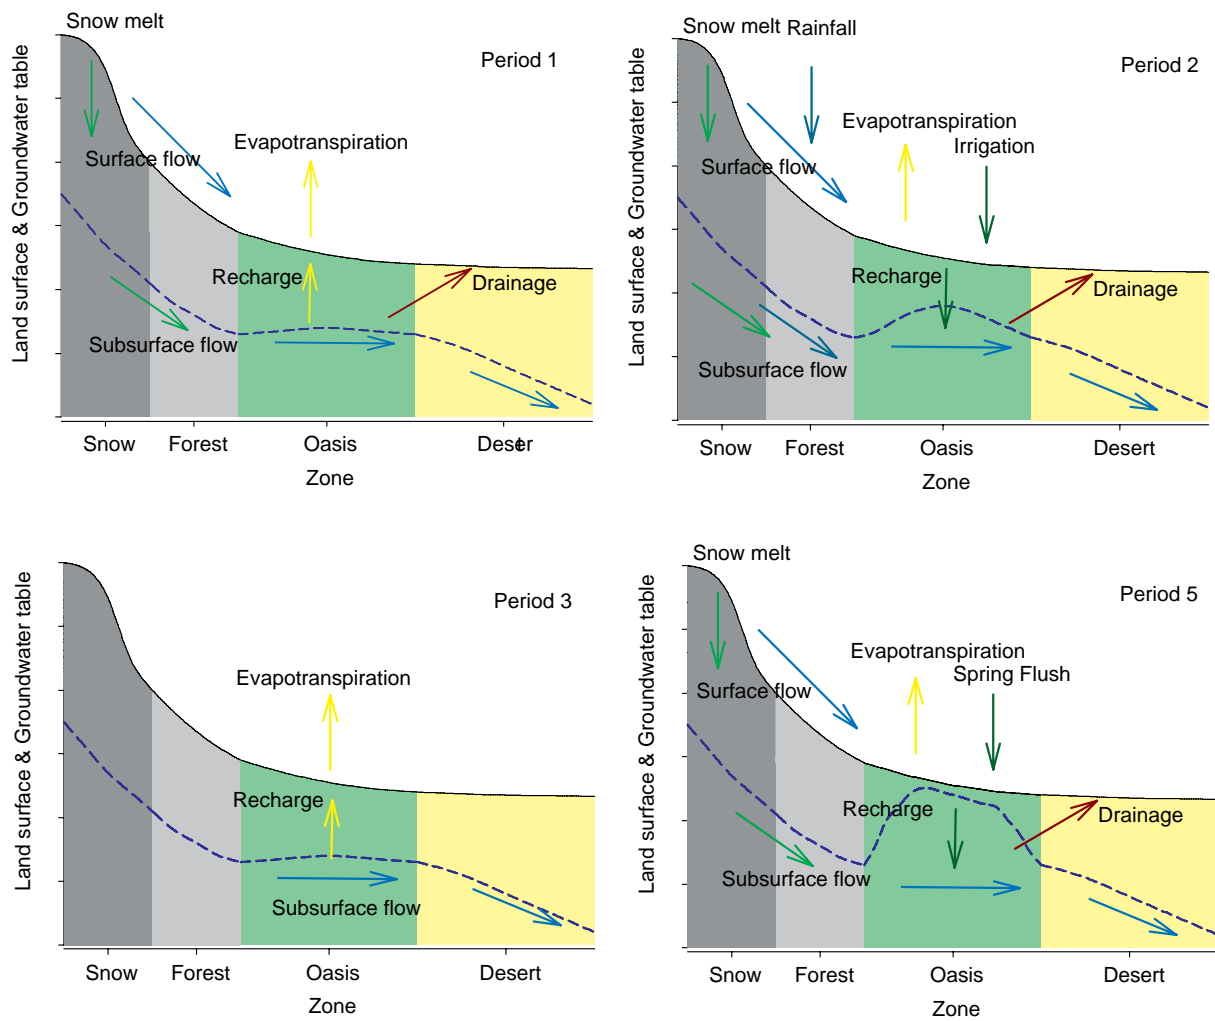 Snow melt
Period 1
Land surface & Groundwater table
Evapotranspiration
Surface flow
Recharge
Drainage
Subsurface flow
Snow Forest Oasis Deser
Zone
Snow melt Rainfall
Period 2
Land surface & Groundwater table
Evapotranspiration
Irrigation
Surface flow
Recharge
Drainage
Subsurface flow
Snow Forest Oasis Desert
Zone
Period 3
Land surface & Groundwater table
Evapotranspiration
Recharge
Subsurface flow
Snow Forest Oasis Desert
Zone
Snow melt
Period 5
Land surface & Groundwater table
Evapotranspiration
Spring Flush
Surface flow
Recharge
Drainage
Subsurface flow
Snow Forest Oasis Desert
Zone